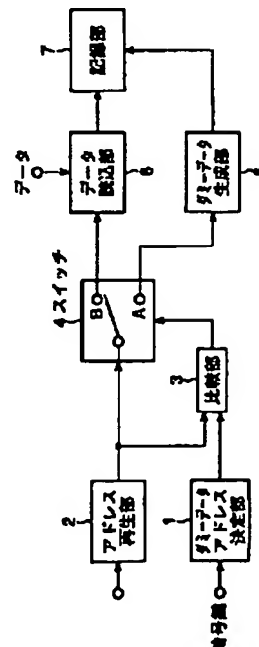 7
記録部
データ
データ
読込部
6
ダミーデータ
生成部
5
4 スイッチ
B
A
3
比較部
2
アドレス
再生部
1
ダミーデータ
アドレス
決定部
暗号鍵